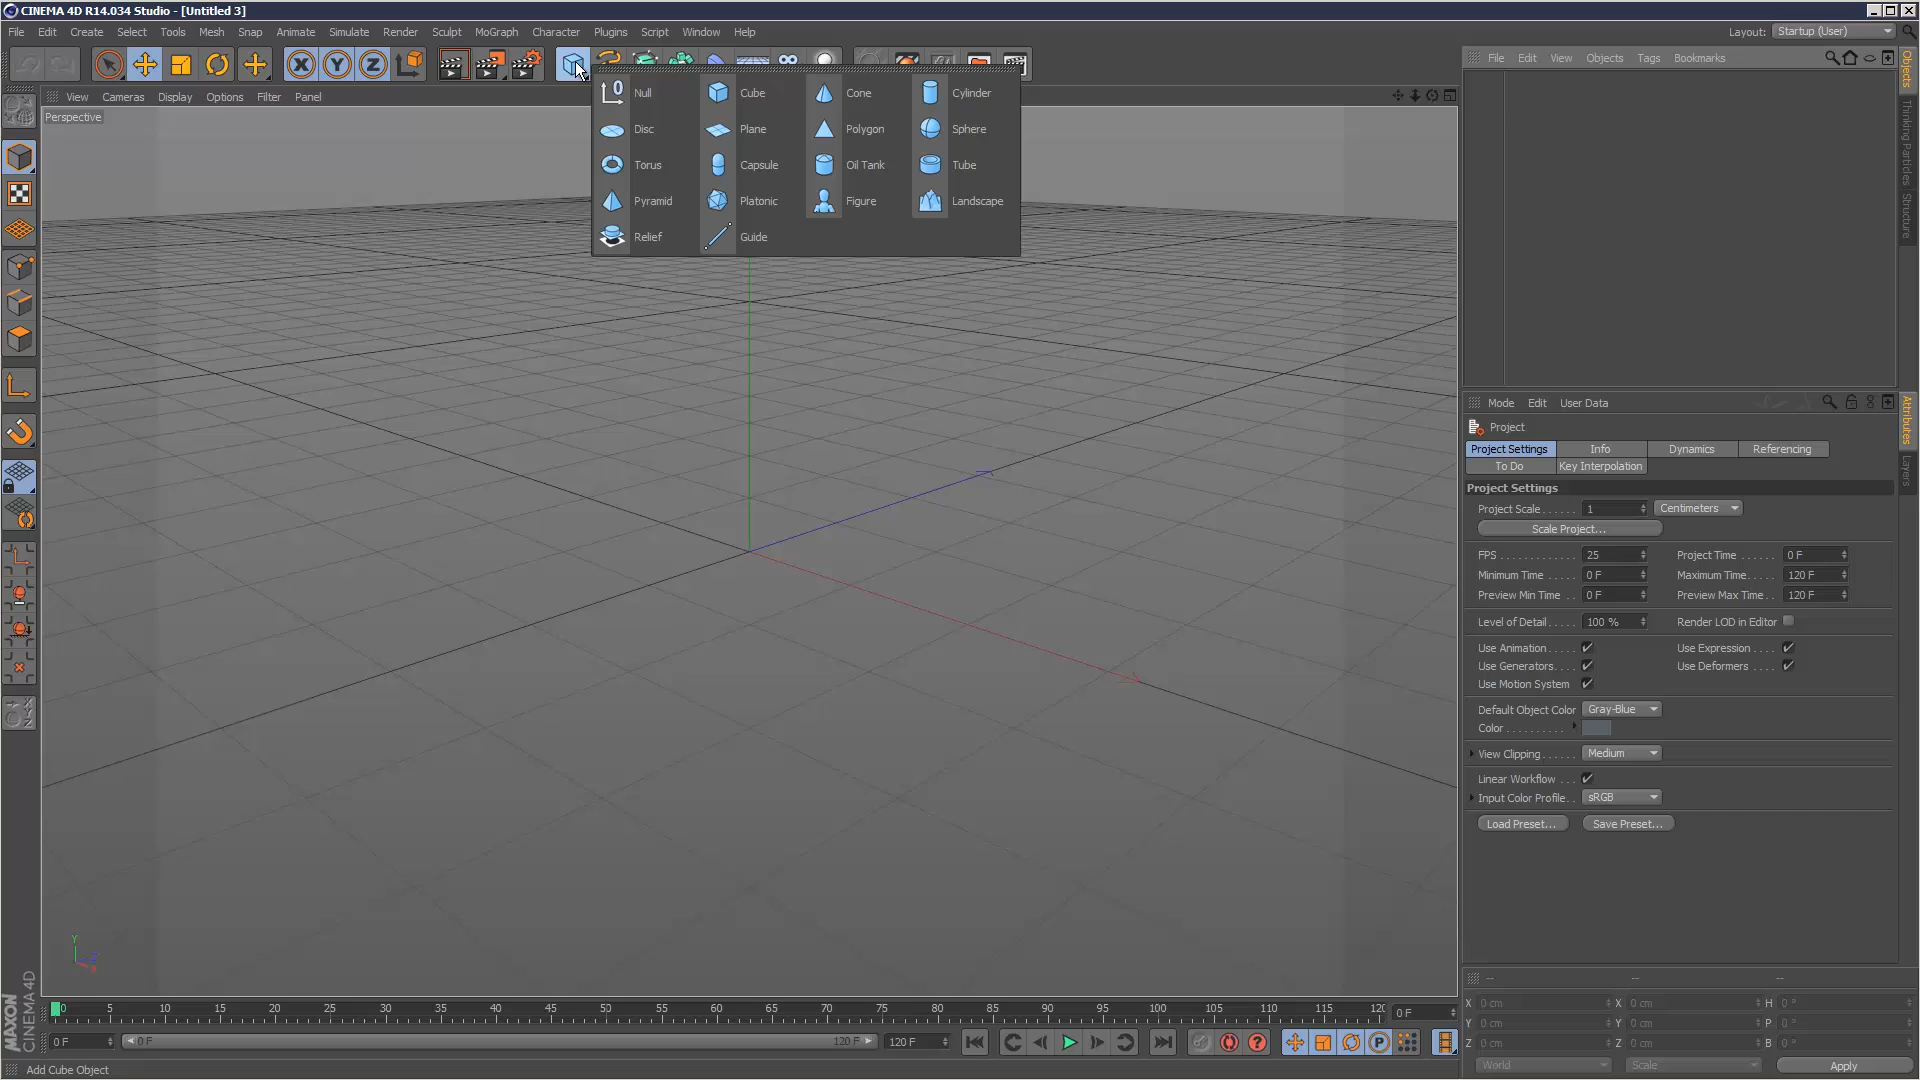 CINEMA 4D R14.034 Studio - [Untitled 3]
File Edit Create Select Tools Mesh Snap Animate Simulate Render Sculpt MoGraph Character Plugins Script Window Help
Layout: Startup (User)
X Y Z
File Edit View Objects Tags Bookmarks
View Cameras Display Options Filter Panel
Perspective
0 Null Cube Cone Cylinder
Disc Plane Polygon Sphere
Torus Capsule Oil Tank Tube
Pyramid Platonic Figure Landscape
Relief Guide
Objects
Thinking Particles
Structure
Mode Edit User Data
Attributes
Layers
Project
Project Settings Info Dynamics Referencing
To Do Key Interpolation
Project Settings
Project Scale . . . . . . 1 Centimeters
Scale Project...
FPS . . . . . . . . . . . . . 25 Project Time . . . . . . 0 F
Minimum Time . . . . . 0 F Maximum Time. . . . . 120 F
Preview Min Time . . 0 F Preview Max Time . . 120 F
Level of Detail . . . . . 100 % Render LOD in Editor
Use Animation . . . . Use Expression . . . .
Use Generators. . . . Use Deformers . . . .
Use Motion System
Default Object Color Gray-Blue
Color . . . . . . . . . .
View Clipping . . . . . . Medium
Linear Workflow . . .
Input Color Profile. . . sRGB
Load Preset... Save Preset...
Y
Z
X
MAXON
CINEMA 4D
0 5 10 15 20 25 30 35 40 45 50 55 60 65 70 75 80 85 90 95 100 105 110 115 120 0 F
0 F 0 F 120 F 120 F
P
-- -- --
X 0 cm X 0 cm H 0 °
Y 0 cm Y 0 cm P 0 °
Z 0 cm Z 0 cm B 0 °
World Scale Apply
Add Cube Object